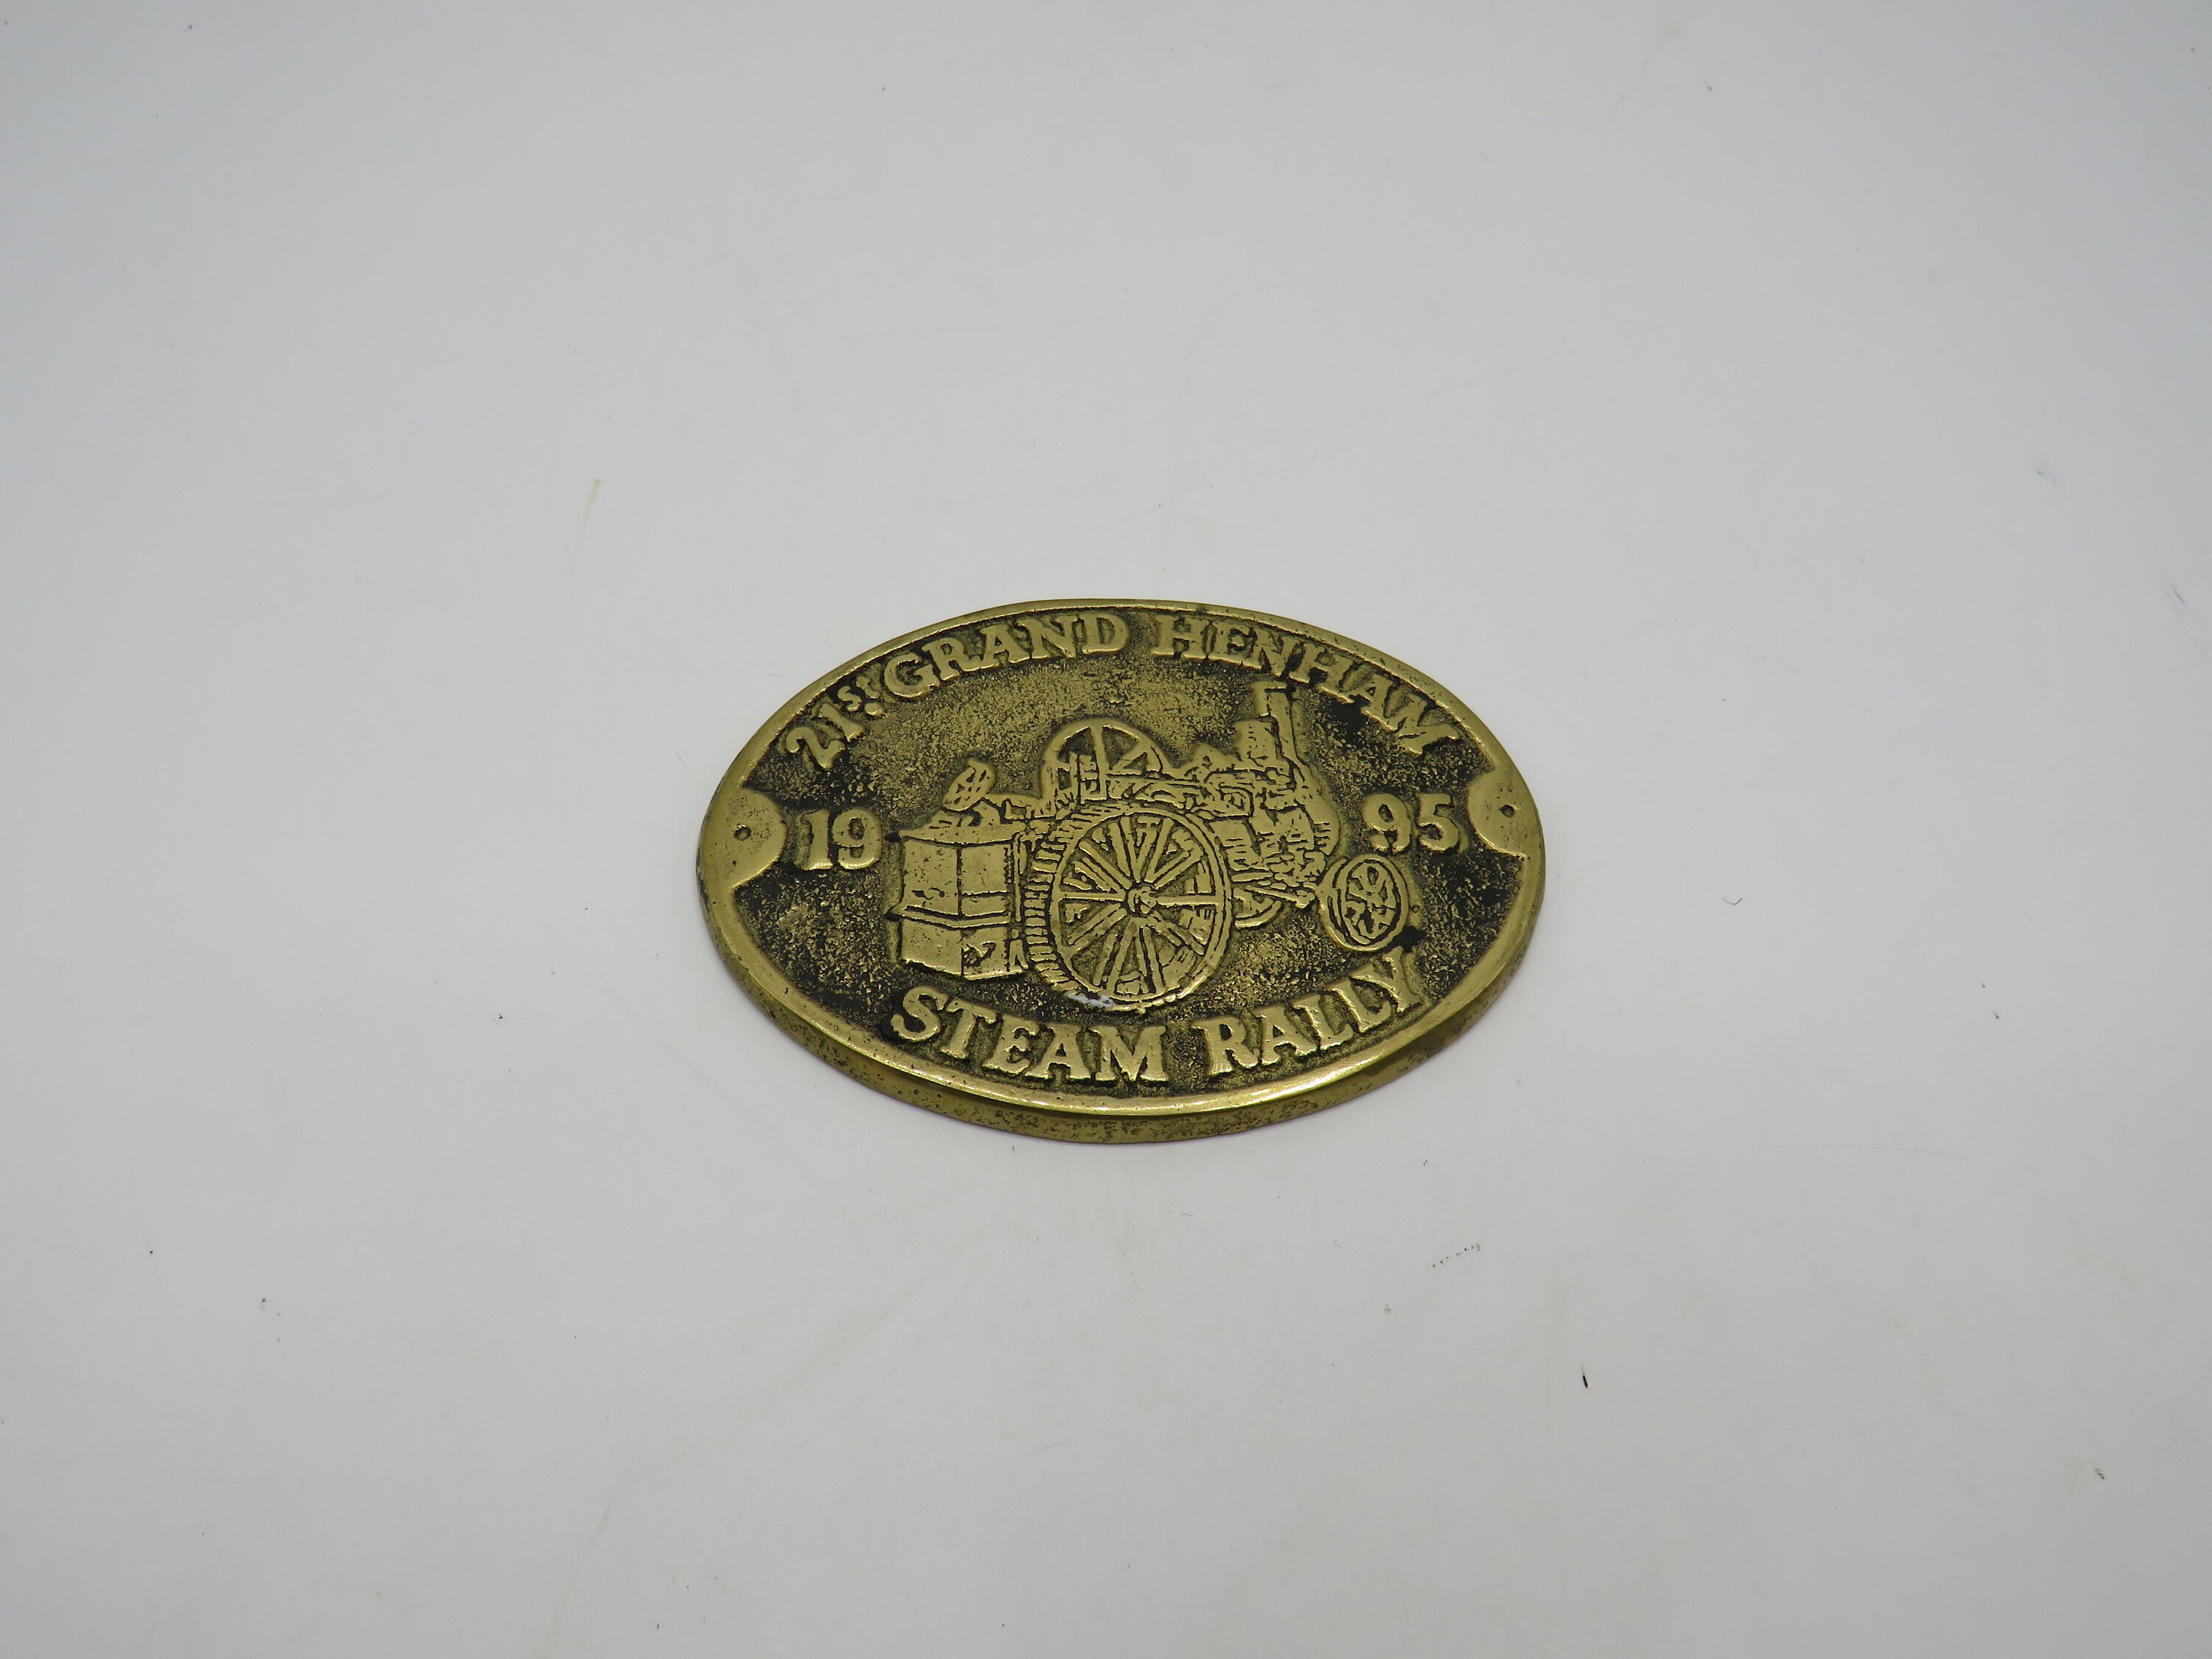 21st GRAND HENHAM
19 95
STEAM RALLY